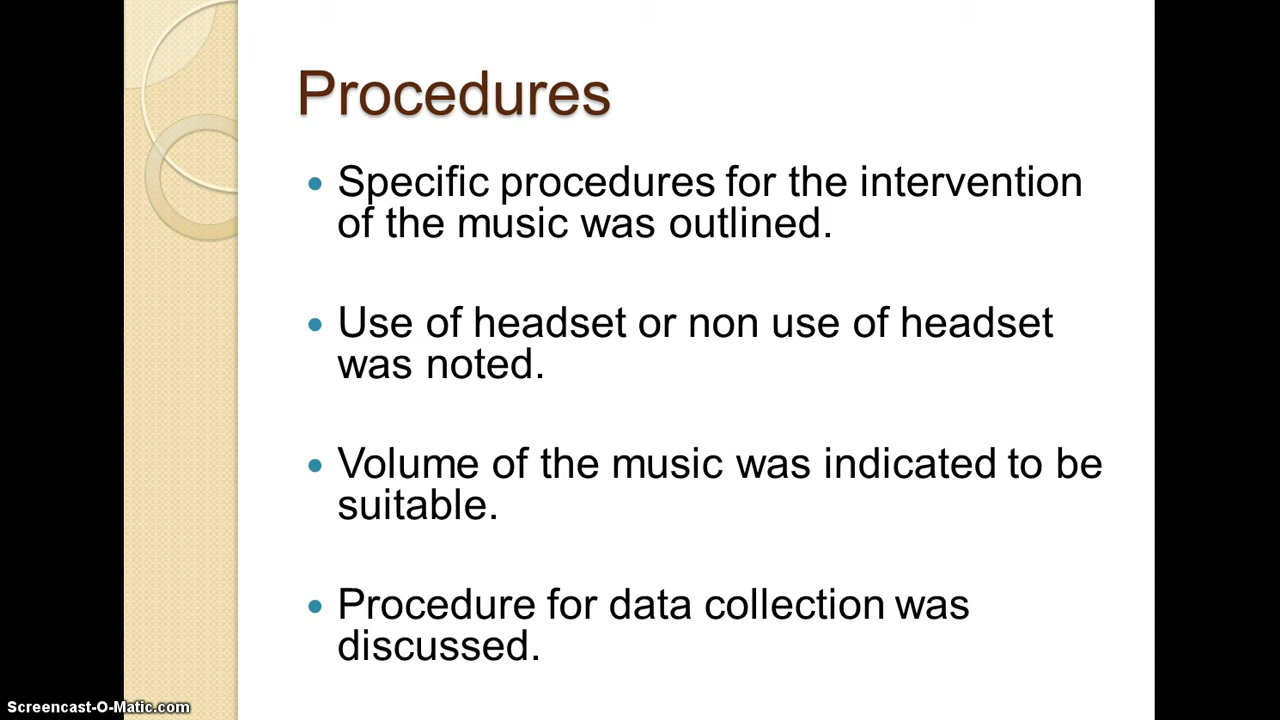 Procedures
• Specific procedures for the intervention
of the music was outlined.
• Use of headset or non use of headset
was noted.
• Volume of the music was indicated to be
suitable.
• Procedure for data collection was
discussed.
Screencast-O-Matic.com